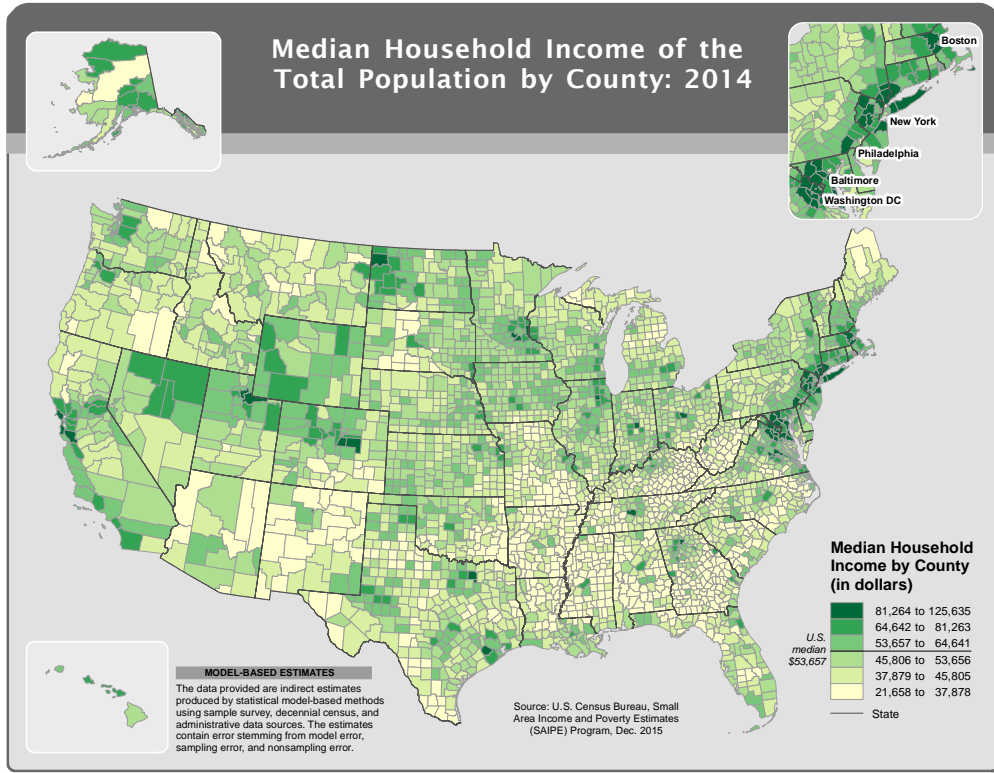 Median Household Income of the
Total Population by County: 2014
Boston
New York
Philadelphia
Baltimore
Washington DC
Median Household
Income by County
(in dollars)
81,264 to 125,635
64,642 to 81,263
53,657 to 64,641
45,806 to 53,656
37,879 to 45,805
21,658 to 37,878
State
U.S.
median
$53,657
MODEL-BASED ESTIMATES
The data provided are indirect estimates
produced by statistical model-based methods
using sample survey, decennial census, and
administrative data sources. The estimates
contain error stemming from model error,
sampling error, and nonsampling error.
Source: U.S. Census Bureau, Small
Area Income and Poverty Estimates
(SAIPE) Program, Dec. 2015